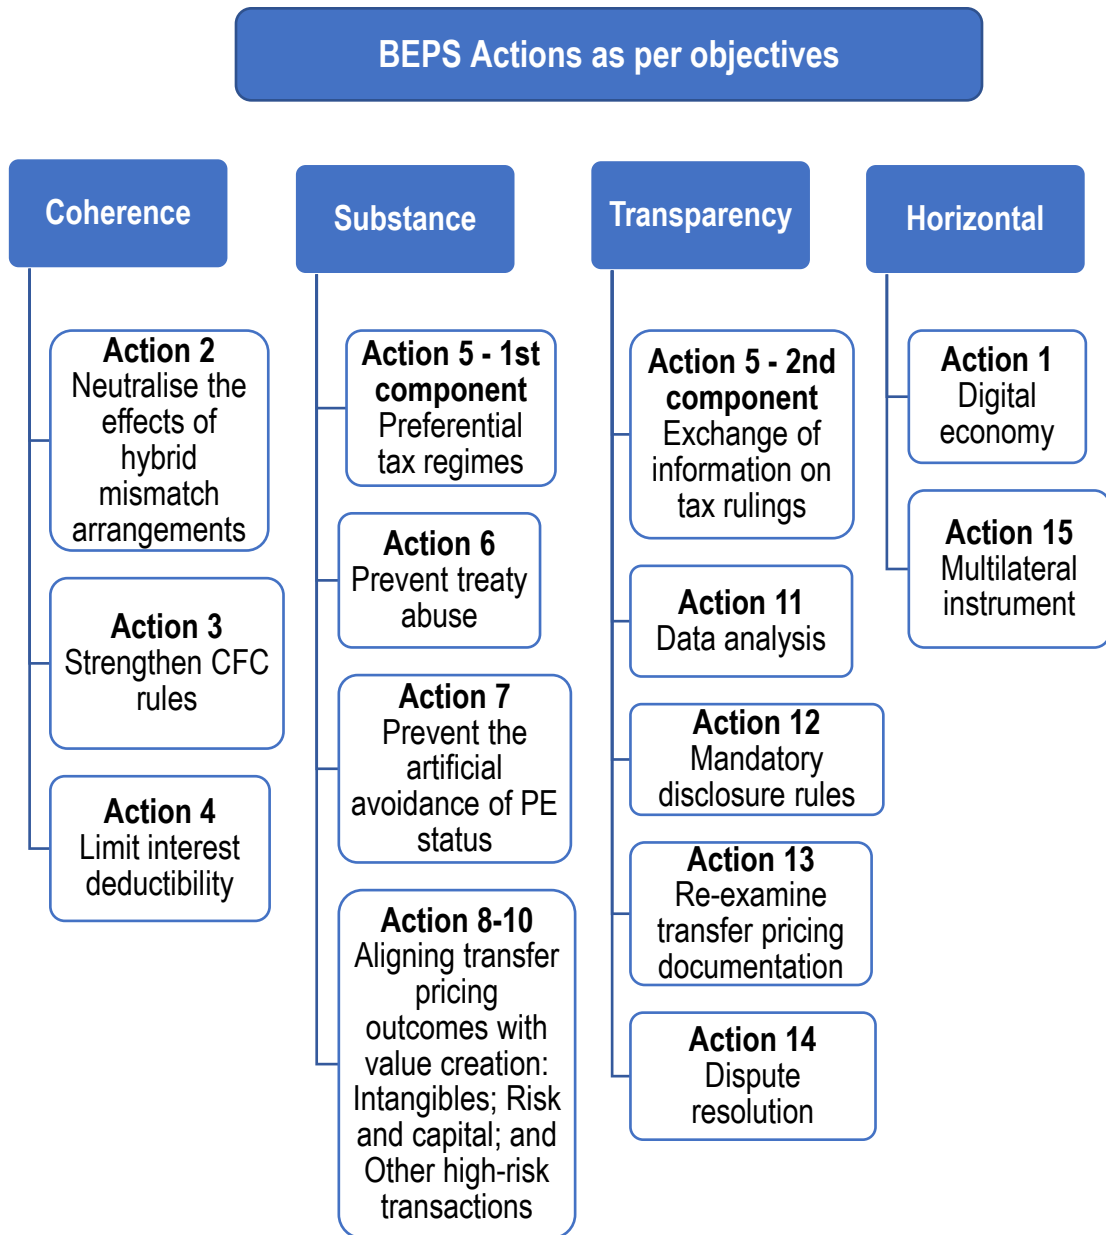 BEPS Actions as per objectives
Coherence
Action 2
Neutralise the
effects of
hybrid
mismatch
arrangements
Action 3
Strengthen CFC
rules
Action 4
Limit interest
deductibility
Substance
Action 5 - 1st
component
Preferential
tax regimes
Action 6
Prevent treaty
abuse
Action 7
Prevent the
artificial
avoidance of PE
status
Action 8-10
Aligning transfer
pricing
outcomes with
value creation:
Intangibles; Risk
and capital; and
Other high-risk
transactions
Transparency
Action 5 - 2nd
component
Exchange of
information on
tax rulings
Action 11
Data analysis
Action 12
Mandatory
disclosure rules
Action 13
Re-examine
transfer pricing
documentation
Action 14
Dispute
resolution
Horizontal
Action 1
Digital
economy
Action 15
Multilateral
instrument